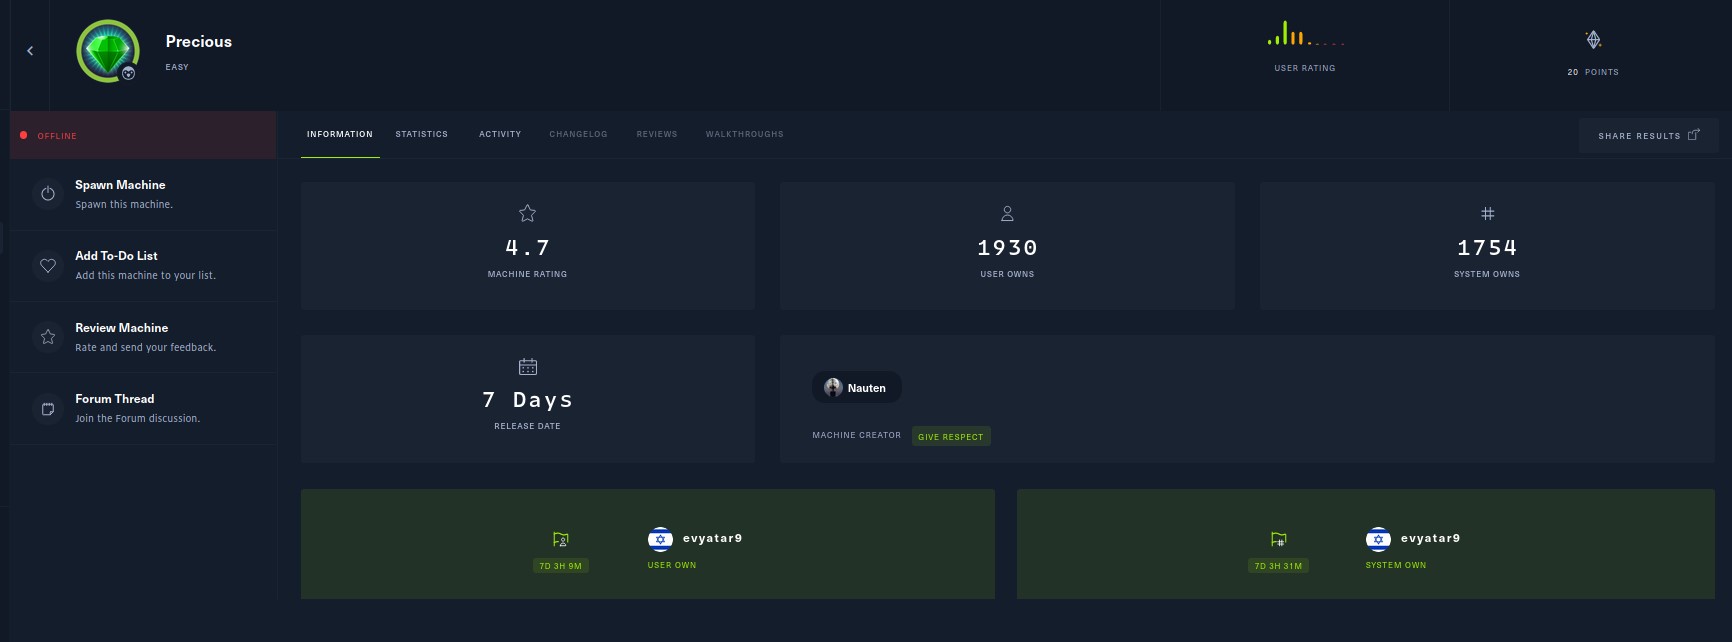 Precious
EASY
USER RATING
20 POINTS
OFFLINE
INFORMATION STATISTICS ACTIVITY CHANGELOG REVIEWS WALKTHROUGHS
SHARE RESULTS
Spawn Machine
Spawn this machine.
Add To-Do List
Add this machine to your list.
Review Machine
Rate and send your feedback.
Forum Thread
Join the Forum discussion.
4.7
MACHINE RATING
1930
USER OWNS
1754
SYSTEM OWNS
7 Days
RELEASE DATE
Nauten
MACHINE CREATOR GIVE RESPECT
evyatar9
7D 3H 9M USER OWN
evyatar9
7D 3H 31M SYSTEM OWN